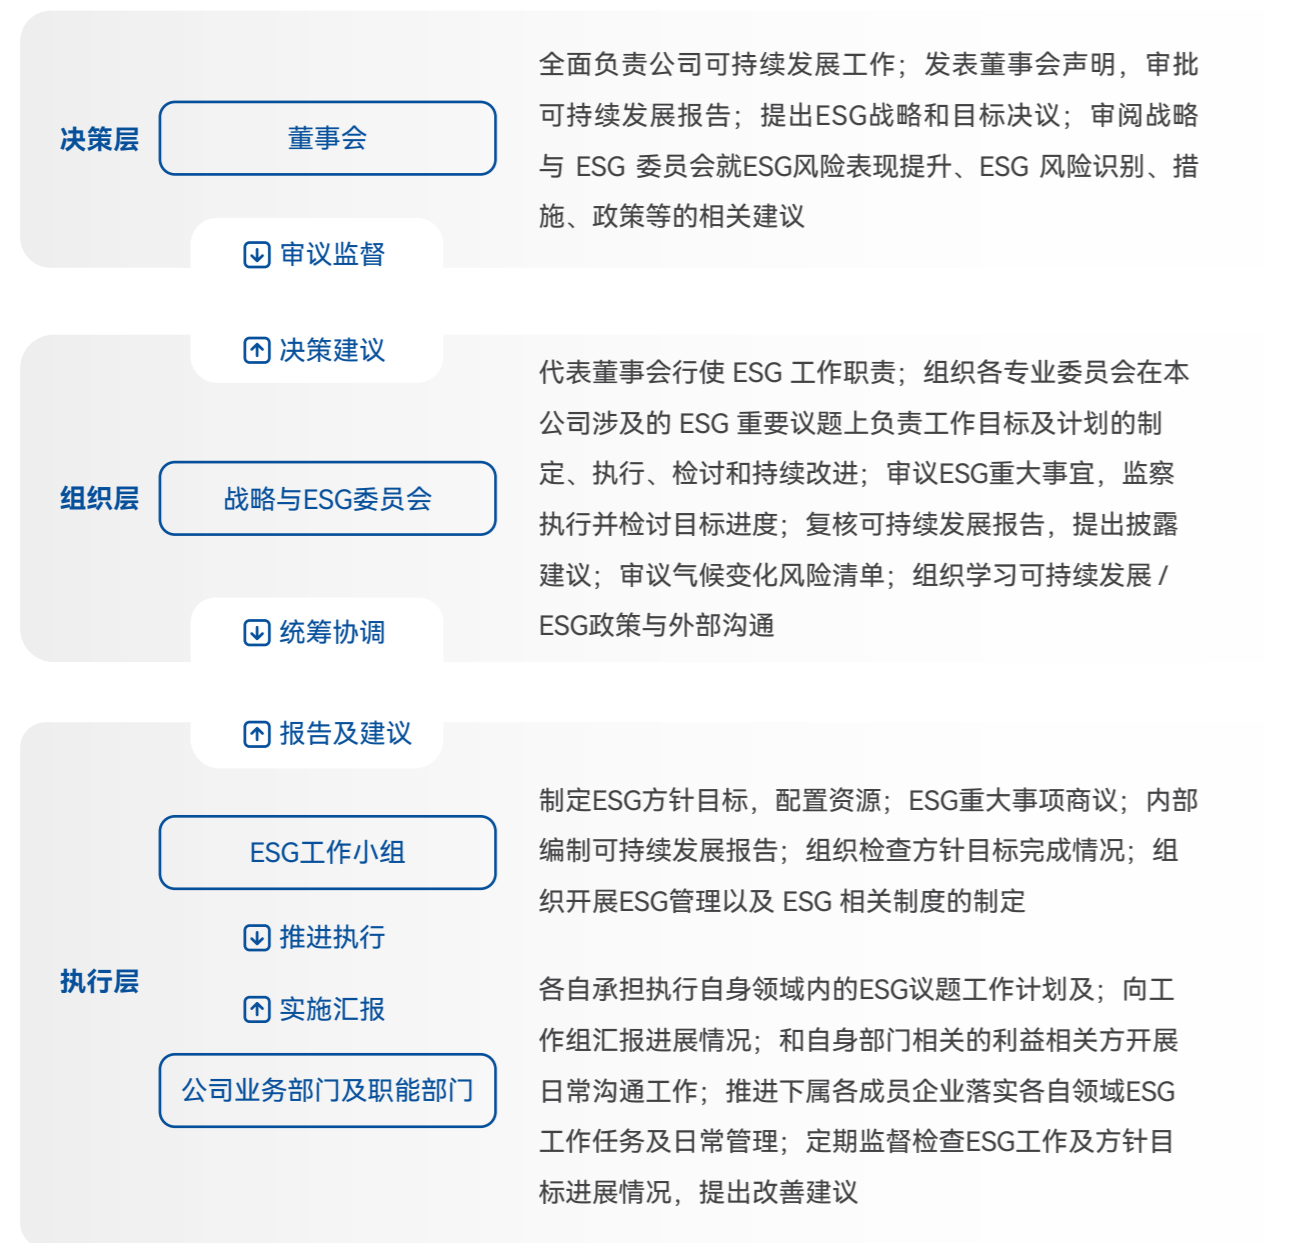 决策层
董事会
全面负责公司可持续发展工作；发表董事会声明，审批
可持续发展报告；提出ESG战略和目标决议；审阅战略
与 ESG 委员会就ESG风险表现提升、ESG 风险识别、措
施、政策等的相关建议
审议监督
决策建议
组织层
战略与ESG委员会
代表董事会行使 ESG 工作职责；组织各专业委员会在本
公司涉及的 ESG 重要议题上负责工作目标及计划的制
定、执行、检讨和持续改进；审议ESG重大事宜，监察
执行并检讨目标进度；复核可持续发展报告，提出披露
建议；审议气候变化风险清单；组织学习可持续发展 /
ESG政策与外部沟通
统筹协调
报告及建议
执行层
ESG工作小组
制定ESG方针目标，配置资源；ESG重大事项商议；内部
编制可持续发展报告；组织检查方针目标完成情况；组
织开展ESG管理以及 ESG 相关制度的制定
推进执行
实施汇报
公司业务部门及职能部门
各自承担执行自身领域内的ESG议题工作计划及；向工
作组汇报进展情况；和自身部门相关的利益相关方开展
日常沟通工作；推进下属各成员企业落实各自领域ESG
工作任务及日常管理；定期监督检查ESG工作及方针目
标进展情况，提出改善建议